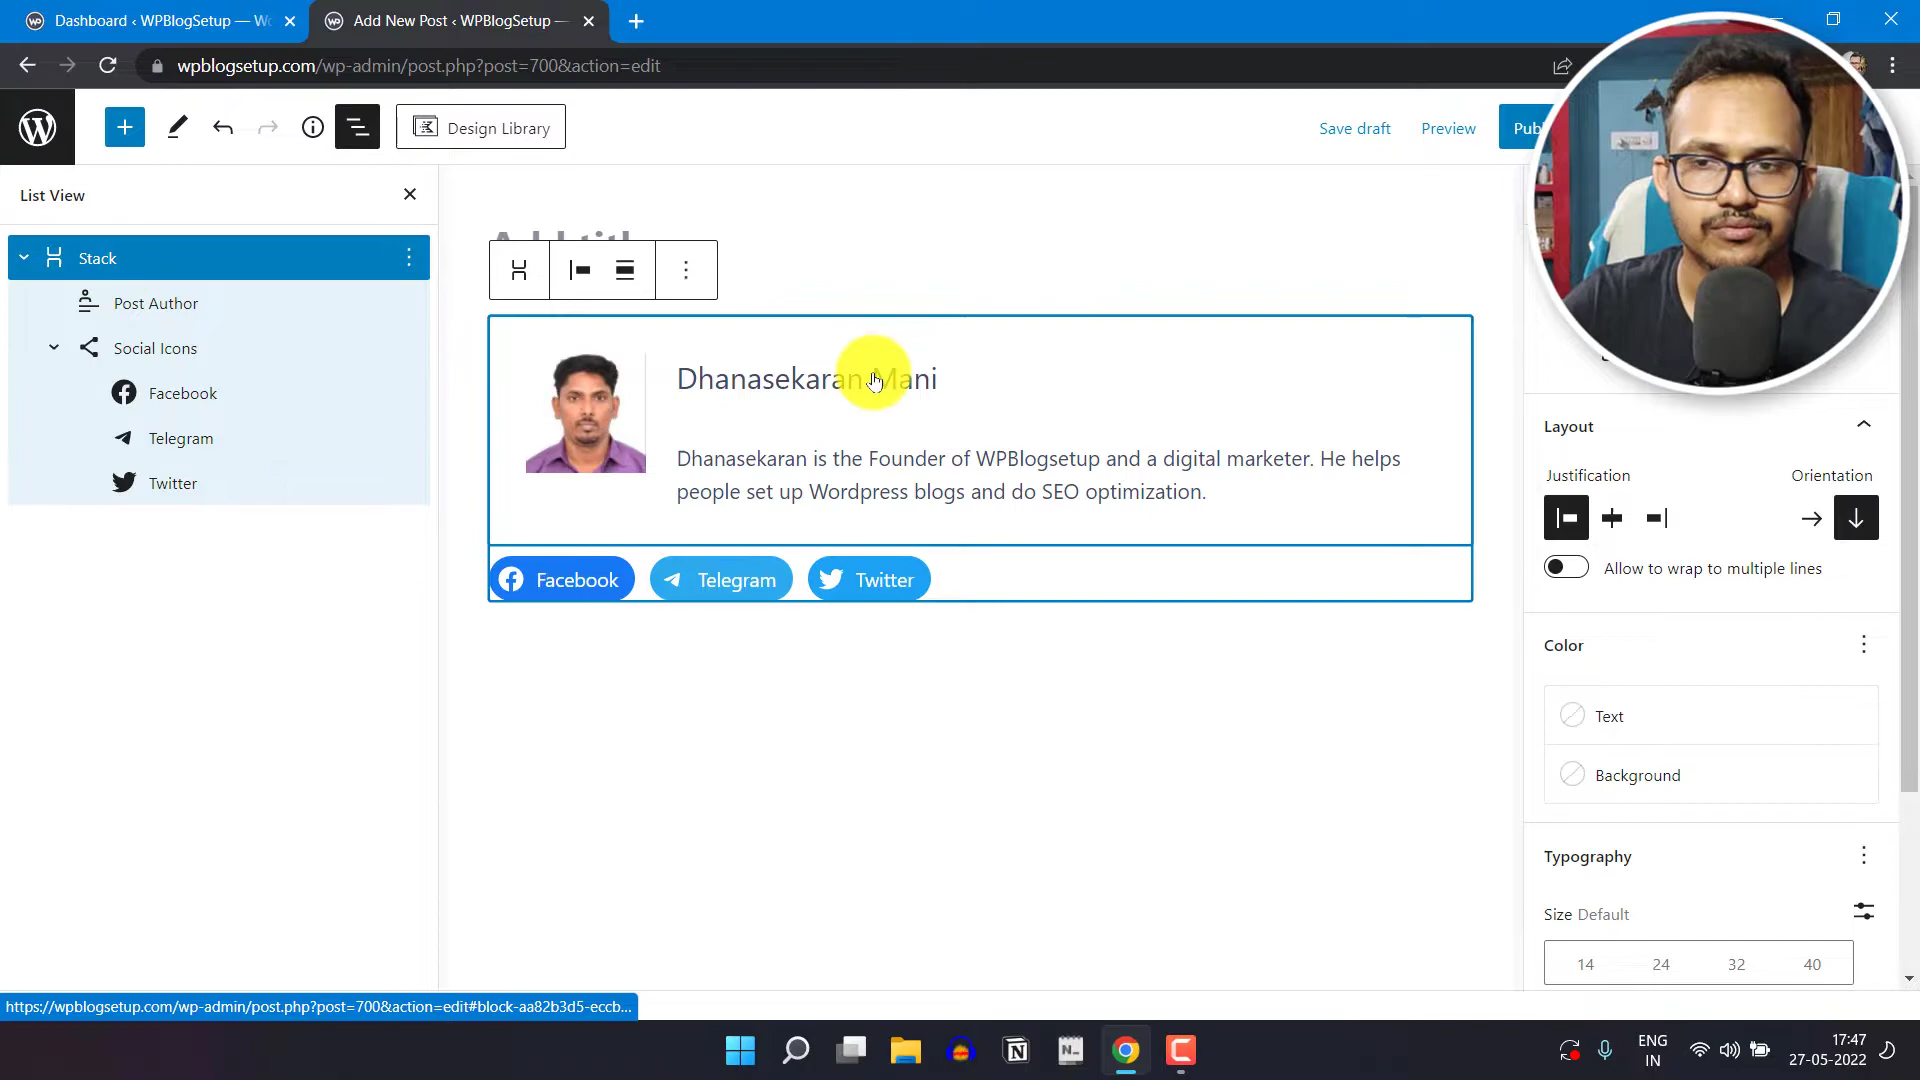 Dashboard ‹ WPBlogSetup — Wo
Add New Post ‹ WPBlogSetup —
wpblogsetup.com/wp-admin/post.php?post=700&action=edit
Design Library
Save draft
Preview
List View
Stack
Post Author
Social Icons
Facebook
Telegram
Twitter
Dhanasekaran Mani
Dhanasekaran is the Founder of WPBlogsetup and a digital marketer. He helps
people set up Wordpress blogs and do SEO optimization.
Facebook
Telegram
Twitter
Layout
Justification
Orientation
Allow to wrap to multiple lines
Color
Text
Background
Typography
Size Default
14
24
32
40
https://wpblogsetup.com/wp-admin/post.php?post=700&action=edit#block-aa82b3d5-eccb...
ENG
IN
17:47
27-05-2022